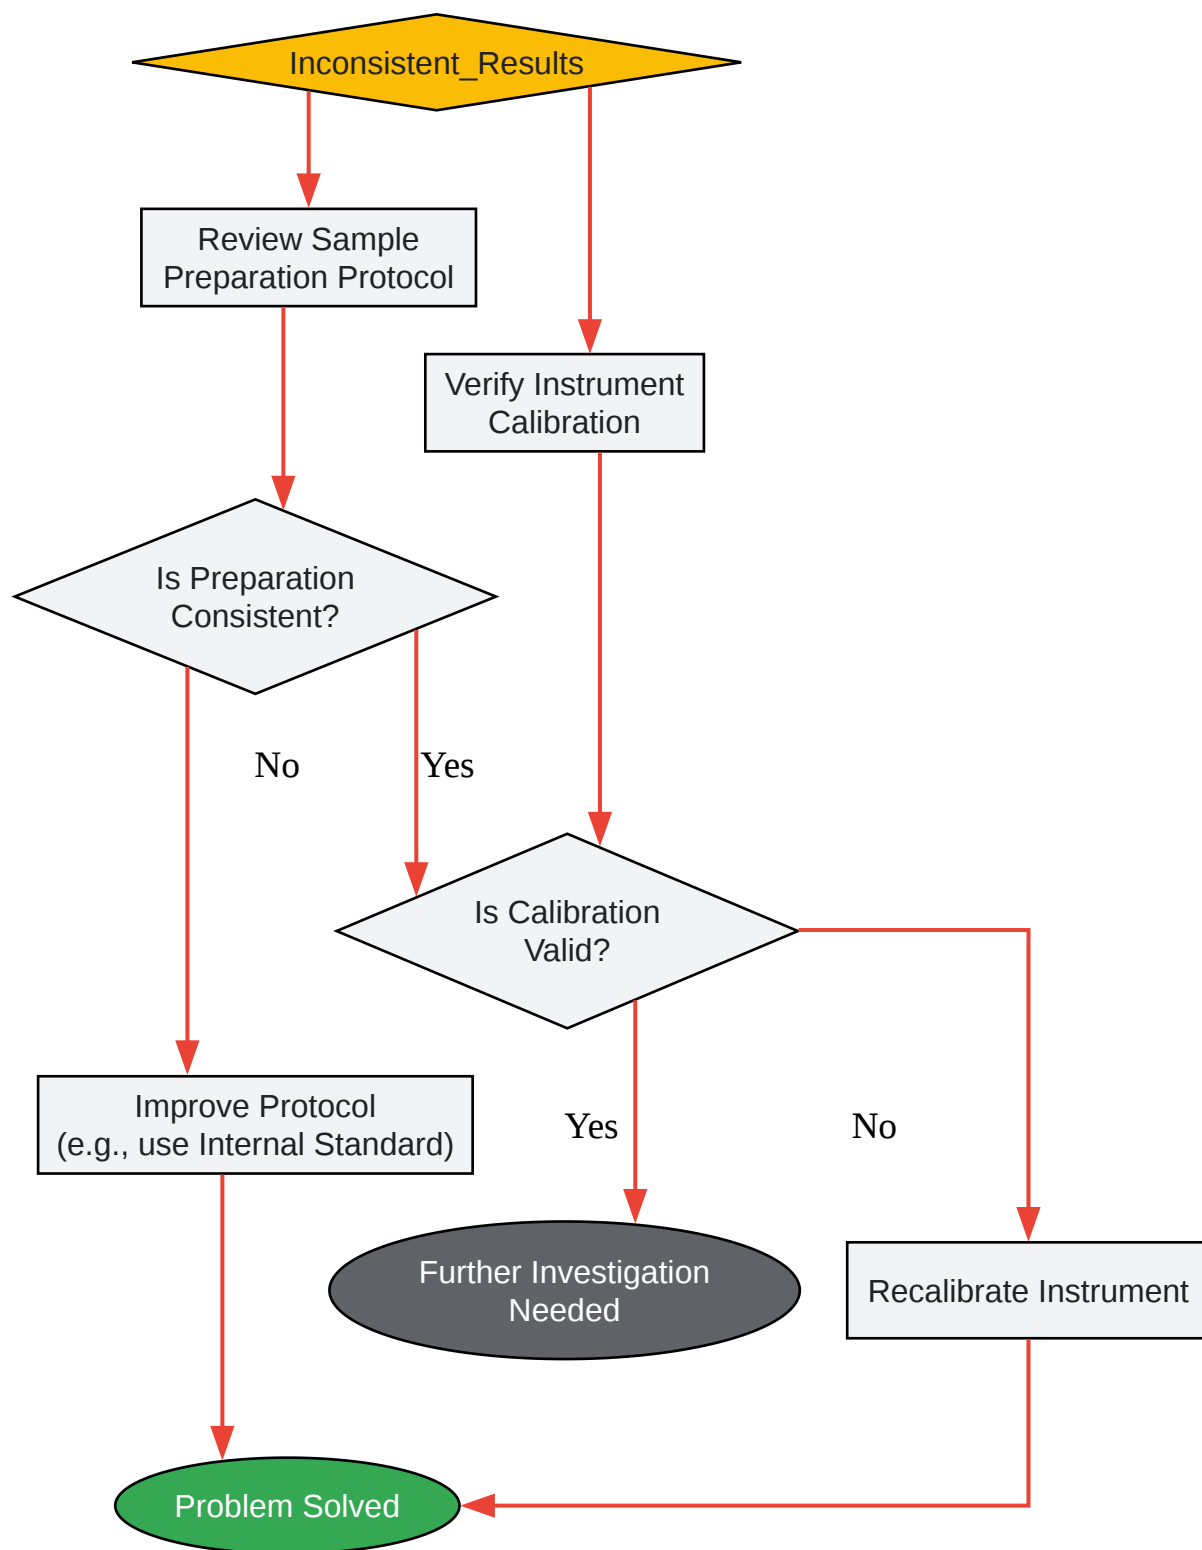 Inconsistent_Results
Review Sample
Preparation Protocol
Verify Instrument
Calibration
Is Preparation
Consistent?
No
Yes
Is Calibration
Valid?
Improve Protocol
(e.g., use Internal Standard)
Yes
No
Further Investigation
Needed
Recalibrate Instrument
Problem Solved